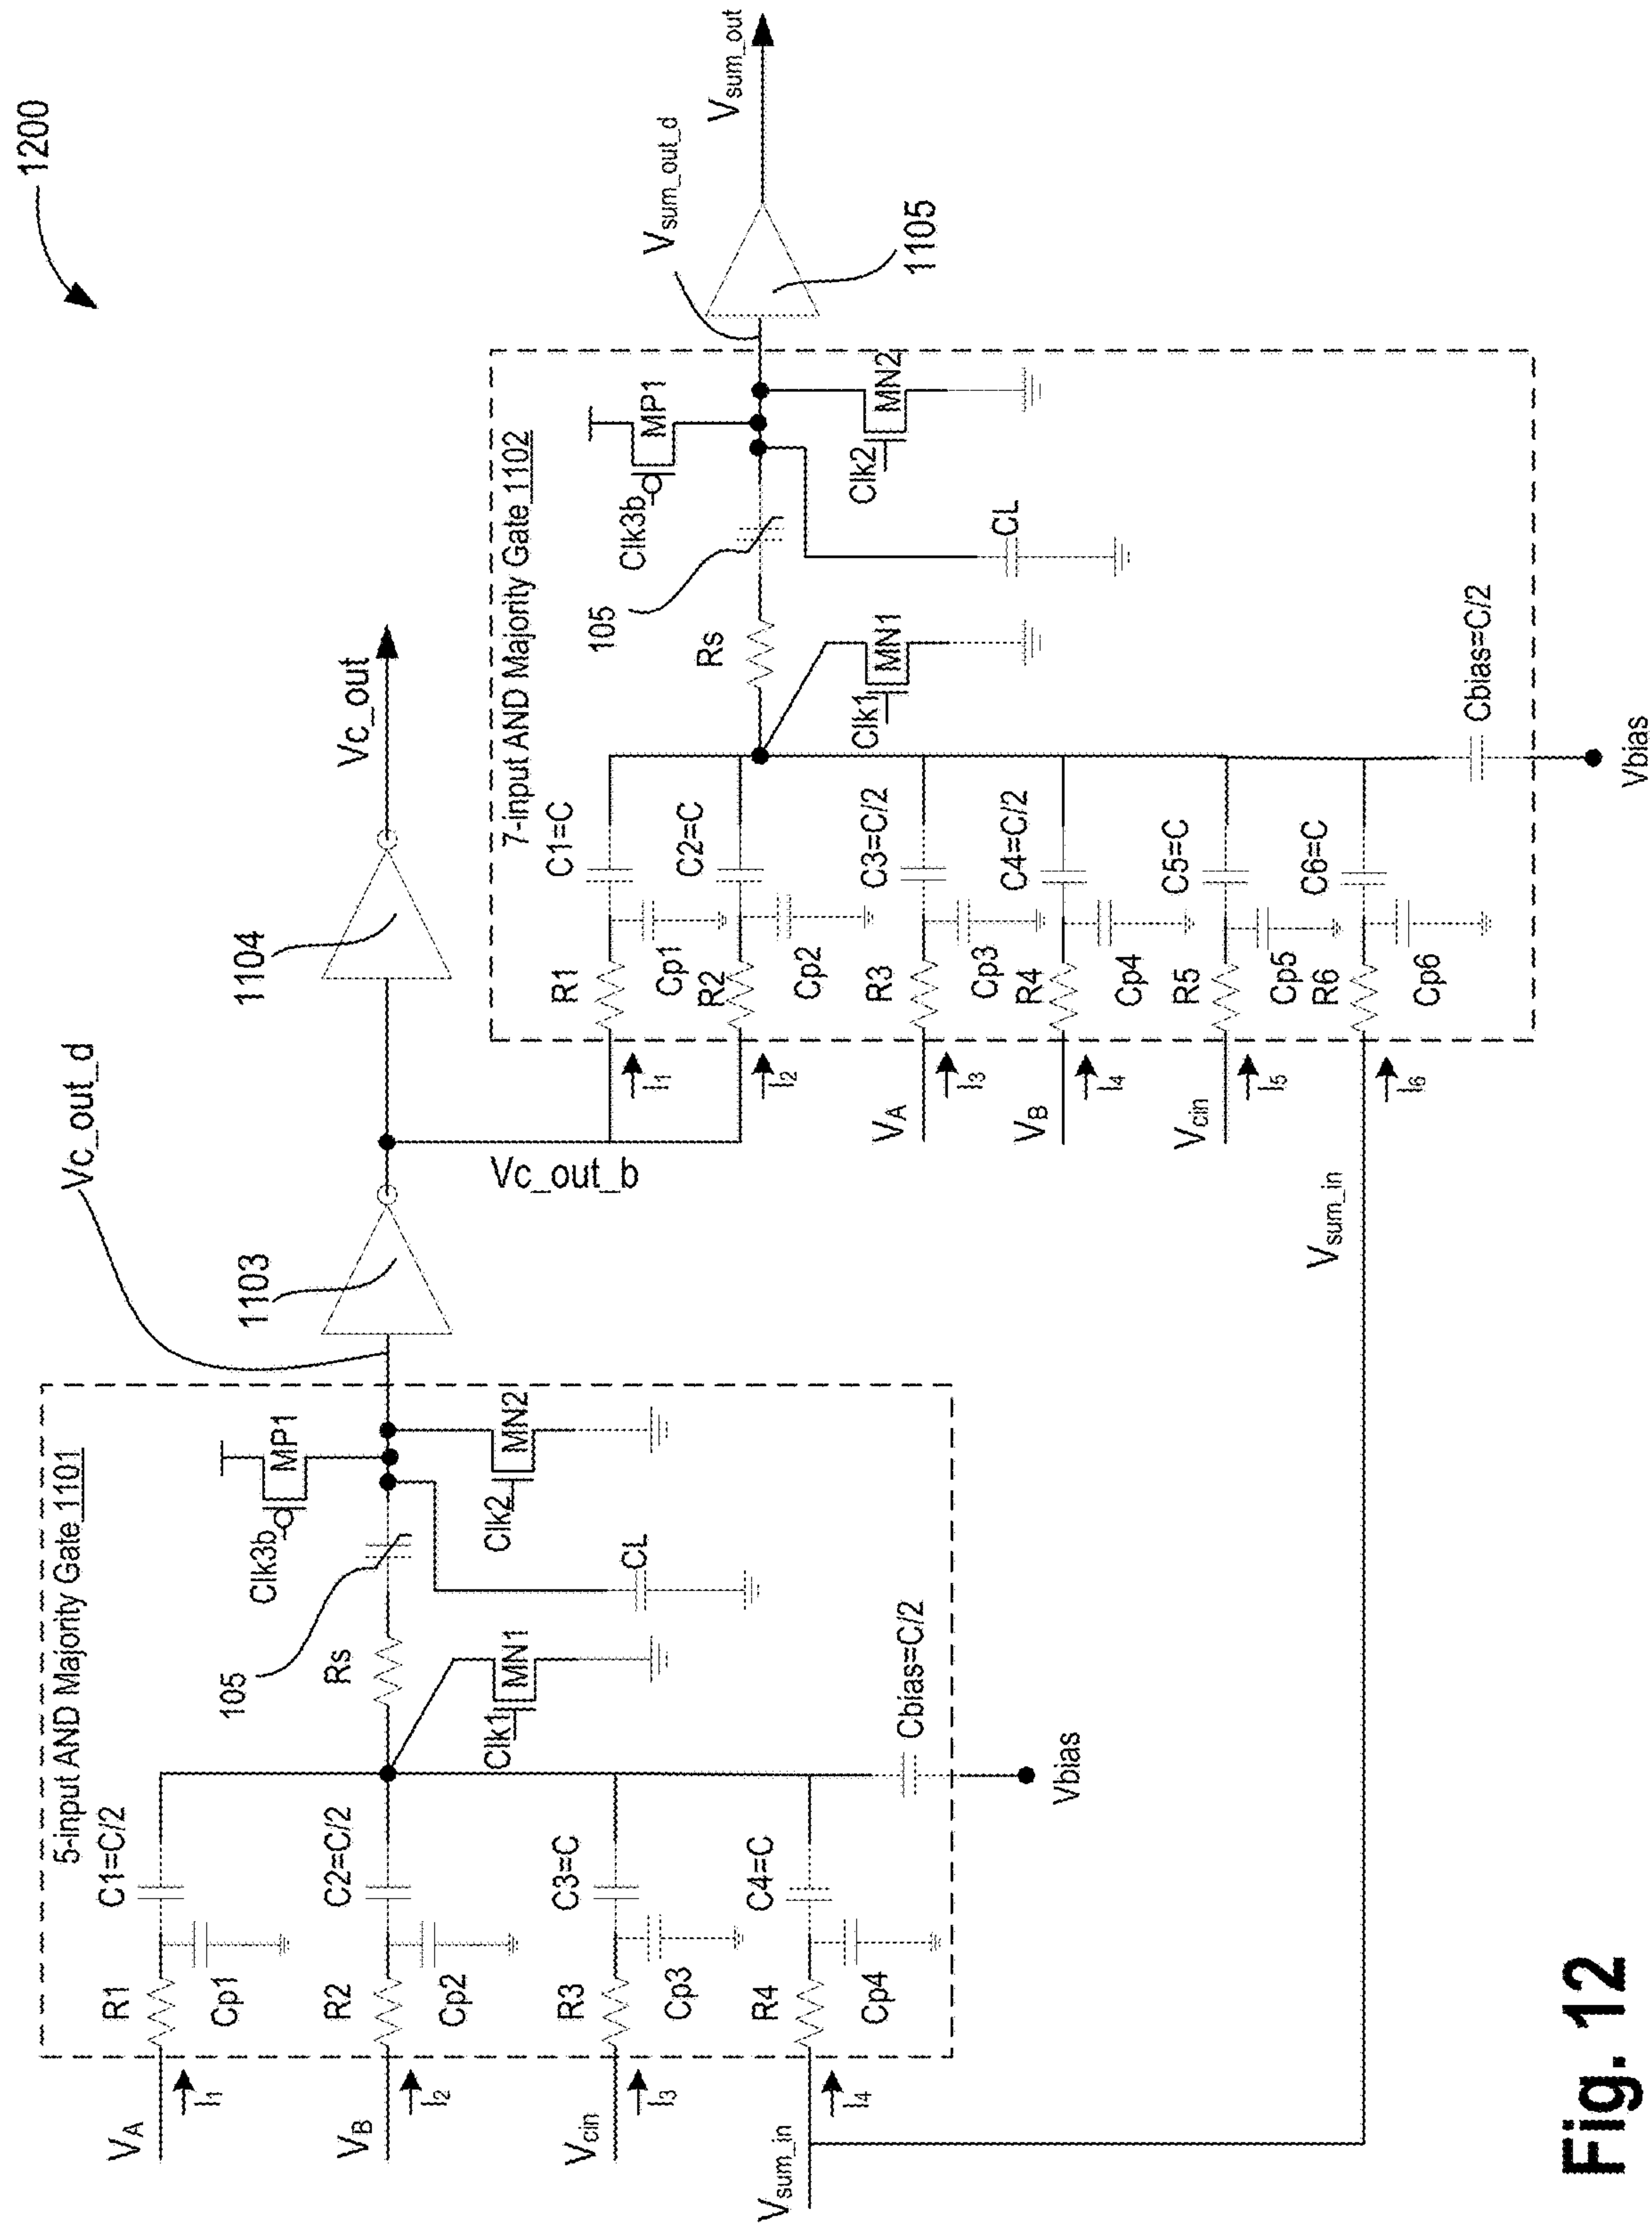 1200
5-input AND Majority Gate 1101
VA
I1
R1
Cp1
C1=C/2
VB
I2
R2
Cp2
C2=C/2
Vcin
I3
R3
Cp3
C3=C
Vsum_in
I4
R4
Cp4
C4=C
Cbias=C/2
Vbias
Clk1
MN1
Rs
105
CL
Clk3b
MP1
Clk2
MN2
Vc_out_d
1103
Vc_out_b
1104
Vc_out
7-input AND Majority Gate 1102
I1
R1
Cp1
C1=C
I2
R2
Cp2
C2=C
VA
I3
R3
Cp3
C3=C/2
VB
I4
R4
Cp4
C4=C/2
Vcin
I5
R5
Cp5
C5=C
Vsum_in
I6
R6
Cp6
C6=C
Cbias=C/2
Vbias
Clk1
MN1
Rs
105
CL
Clk3b
MP1
Clk2
MN2
Vsum_out_d
1105
Vsum_out
Fig. 12